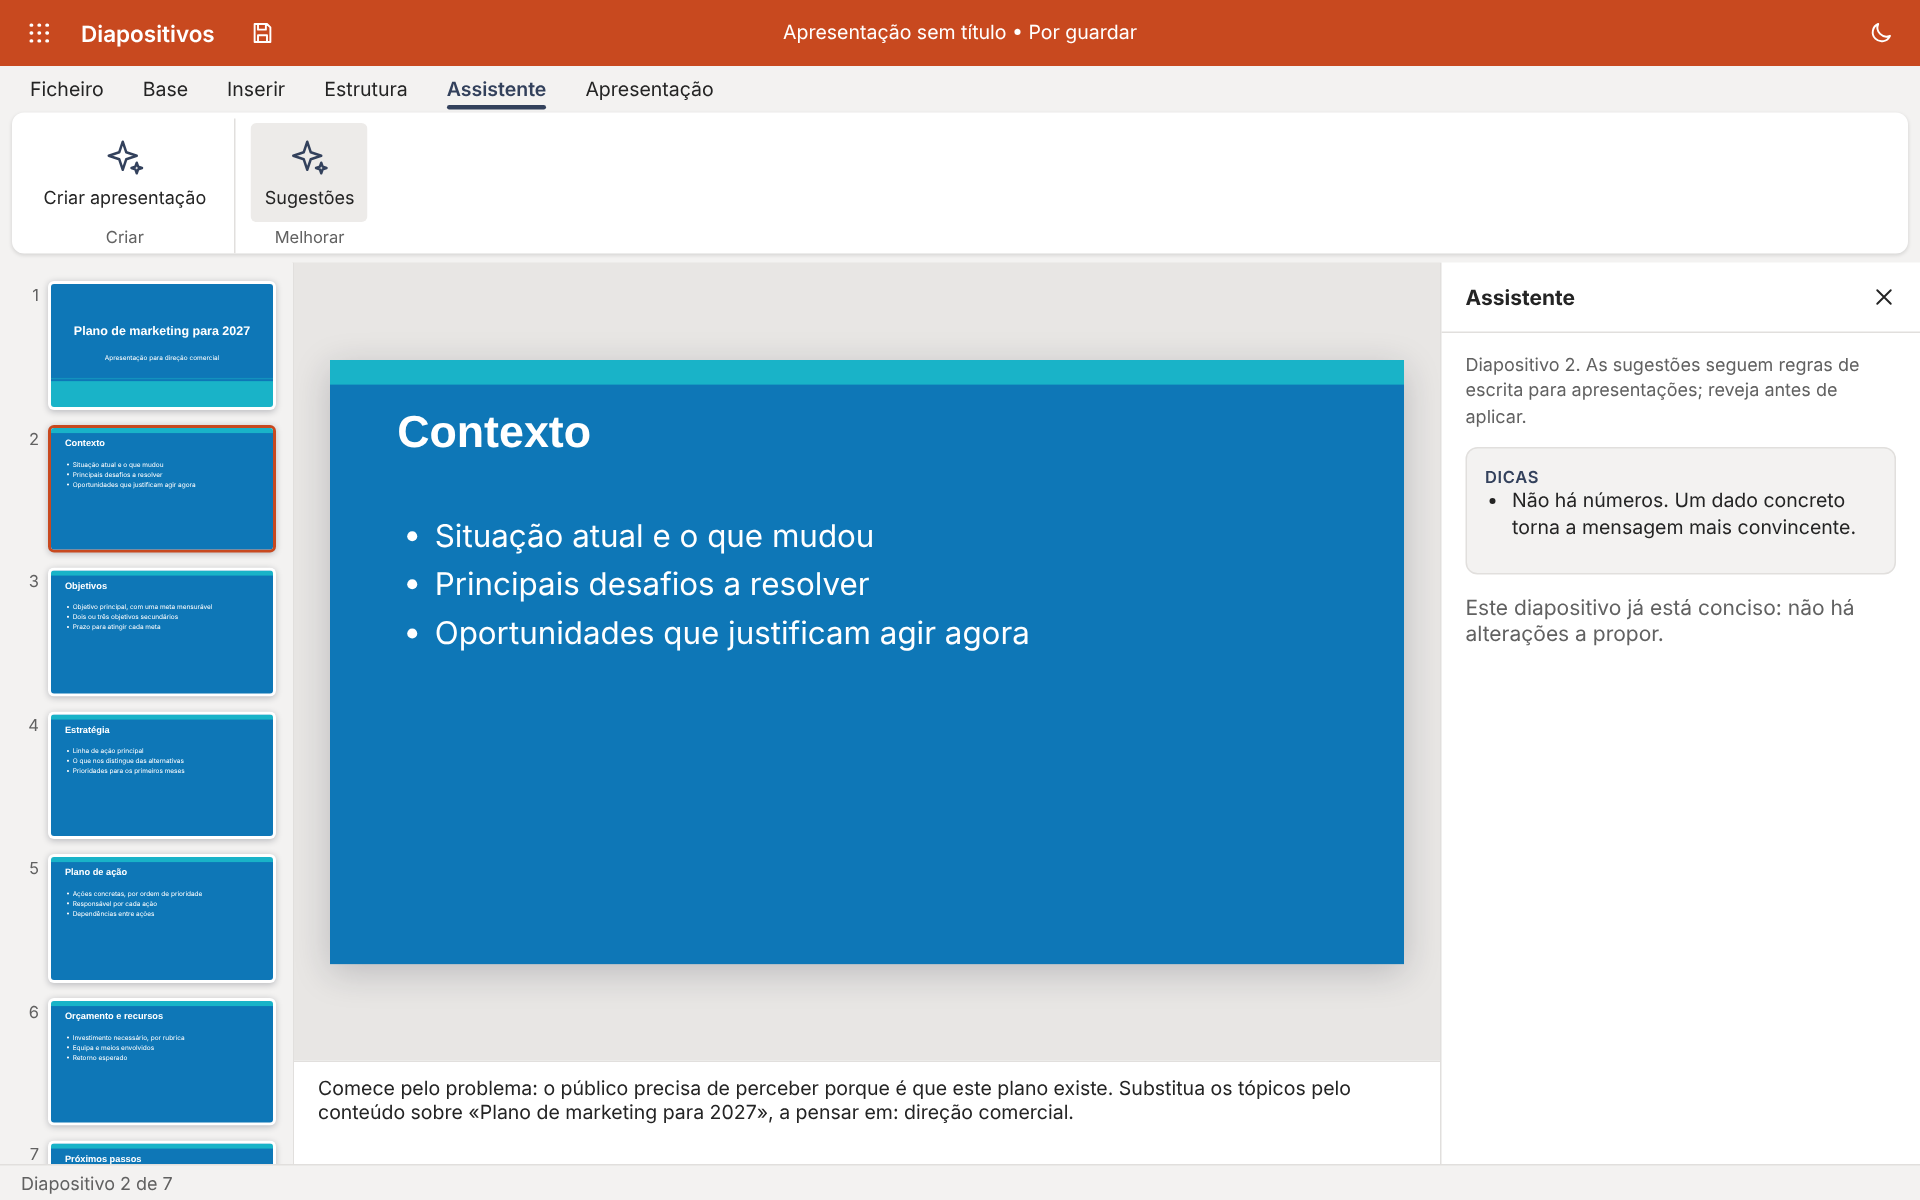 Diapositivos
Apresentação sem título • Por guardar
Ficheiro
Base
Inserir
Estrutura
Assistente
Apresentação
Criar apresentação
Criar
Sugestões
Melhorar
1
Plano de marketing para 2027
Apresentação para direção comercial
2
Contexto
• Situação atual e o que mudou
• Principais desafios a resolver
• Oportunidades que justificam agir agora
3
Objetivos
• Objetivo principal, com uma meta mensurável
• Dois ou três objetivos secundários
• Prazo para atingir cada meta
4
Estratégia
• Linha de ação principal
• O que nos distingue das alternativas
• Prioridades para os primeiros meses
5
Plano de ação
• Ações concretas, por ordem de prioridade
• Responsável por cada ação
• Dependências entre ações
6
Orçamento e recursos
• Investimento necessário, por rubrica
• Equipa e meios envolvidos
• Retorno esperado
7
Próximos passos
Contexto
• Situação atual e o que mudou
• Principais desafios a resolver
• Oportunidades que justificam agir agora
Comece pelo problema: o público precisa de perceber porque é que este plano existe. Substitua os tópicos pelo
conteúdo sobre «Plano de marketing para 2027», a pensar em: direção comercial.
Assistente
Diapositivo 2. As sugestões seguem regras de
escrita para apresentações; reveja antes de
aplicar.
DICAS
• Não há números. Um dado concreto
torna a mensagem mais convincente.
Este diapositivo já está conciso: não há
alterações a propor.
Diapositivo 2 de 7